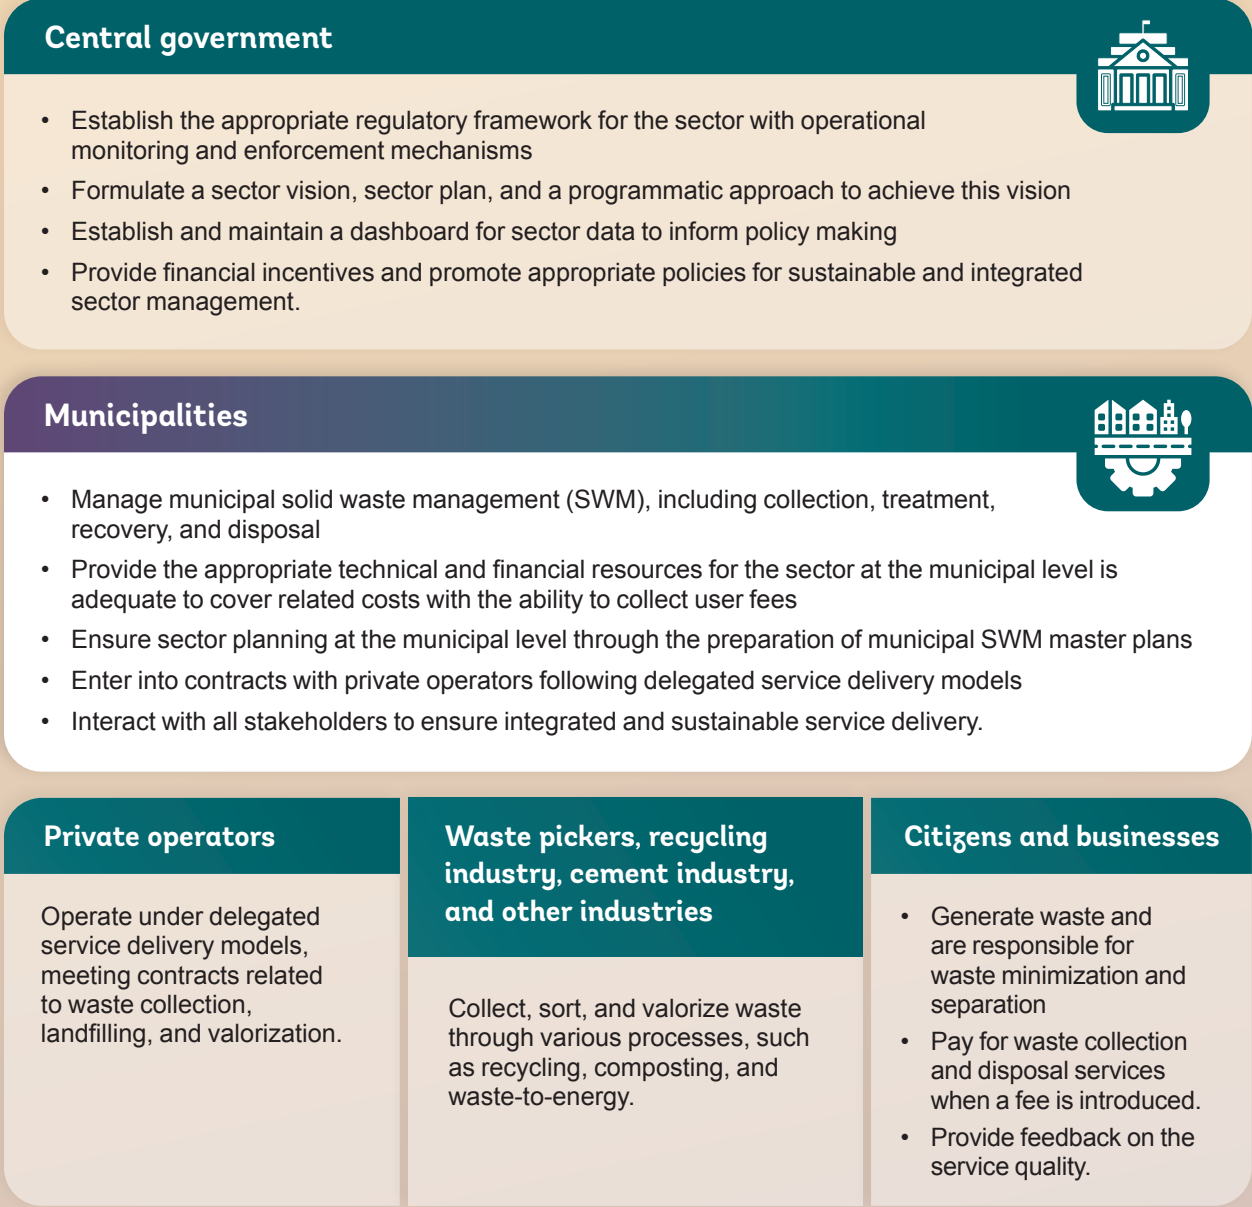 Central government
• Establish the appropriate regulatory framework for the sector with operational
monitoring and enforcement mechanisms
• Formulate a sector vision, sector plan, and a programmatic approach to achieve this vision
• Establish and maintain a dashboard for sector data to inform policy making
• Provide financial incentives and promote appropriate policies for sustainable and integrated
sector management.
Municipalities
• Manage municipal solid waste management (SWM), including collection, treatment,
recovery, and disposal
• Provide the appropriate technical and financial resources for the sector at the municipal level is
adequate to cover related costs with the ability to collect user fees
• Ensure sector planning at the municipal level through the preparation of municipal SWM master plans
• Enter into contracts with private operators following delegated service delivery models
• Interact with all stakeholders to ensure integrated and sustainable service delivery.
Private operators
Operate under delegated
service delivery models,
meeting contracts related
to waste collection,
landfilling, and valorization.
Waste pickers, recycling
industry, cement industry,
and other industries
Collect, sort, and valorize waste
through various processes, such
as recycling, composting, and
waste-to-energy.
Citizens and businesses
• Generate waste and
are responsible for
waste minimization and
separation
• Pay for waste collection
and disposal services
when a fee is introduced.
• Provide feedback on the
service quality.